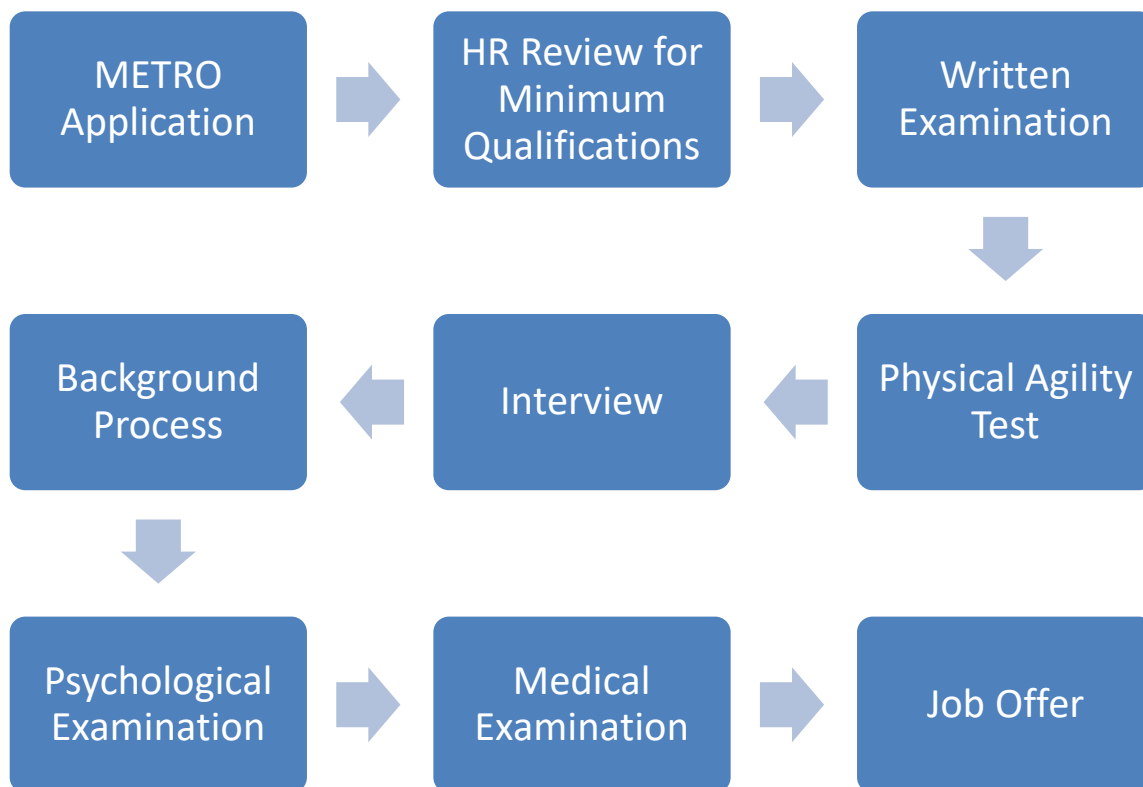 METRO
Application
HR Review for
Minimum
Qualifications
Written
Examination
Physical Agility
Test
Interview
Background
Process
Psychological
Examination
Medical
Examination
Job Offer